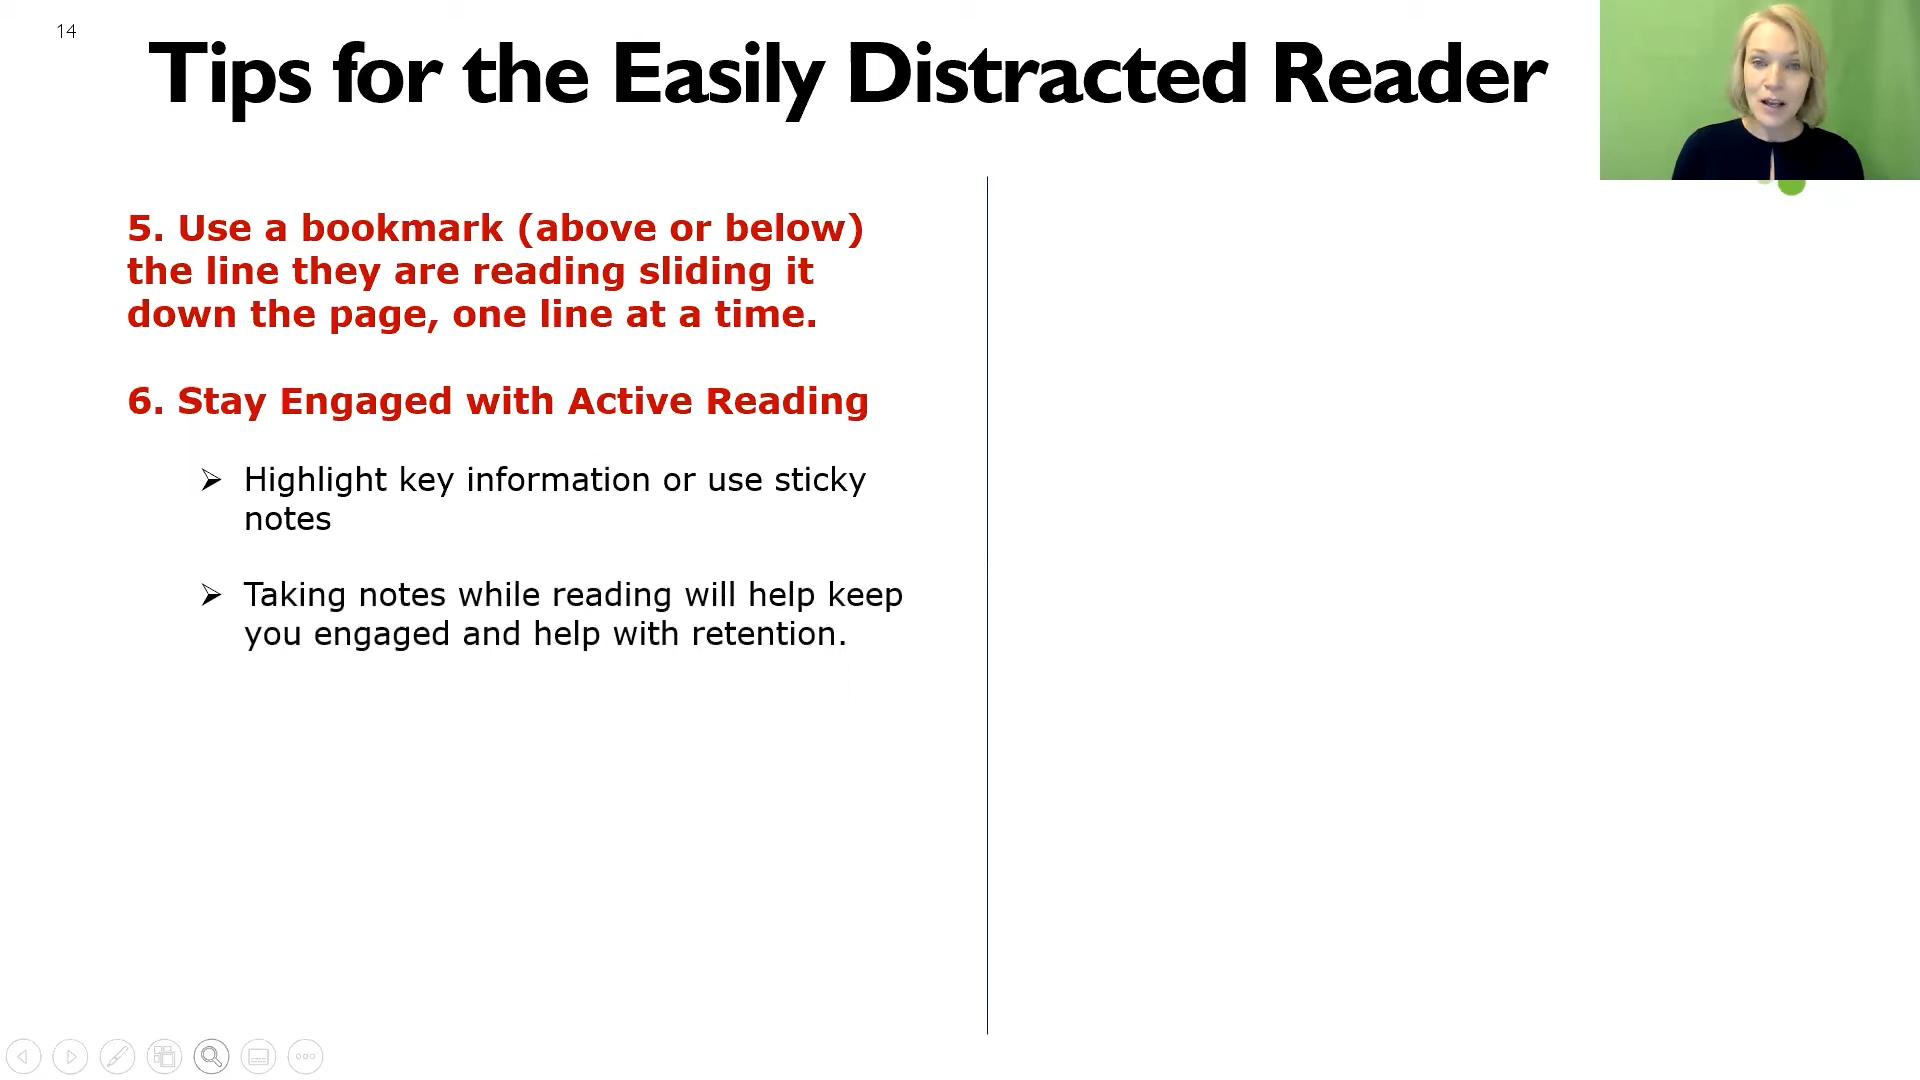 14
Tips for the Easily Distracted Reader
5. Use a bookmark (above or below)
the line they are reading sliding it
down the page, one line at a time.
6. Stay Engaged with Active Reading
➢ Highlight key information or use sticky
notes
➢ Taking notes while reading will help keep
you engaged and help with retention.